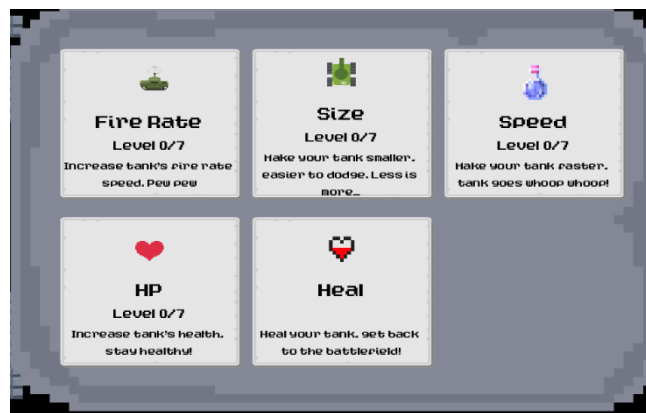 Fire Rate
Level 0/7
Increase tank's fire rate
speed. Pew pew
Size
Level 0/7
Make your tank smaller,
easier to dodge. Less is
more...
Speed
Level 0/7
Make your tank faster,
tank goes whoop whoop!
HP
Level 0/7
Increase tank's health,
stay healthy!
Heal
Heal your tank, get back
to the battlefield!